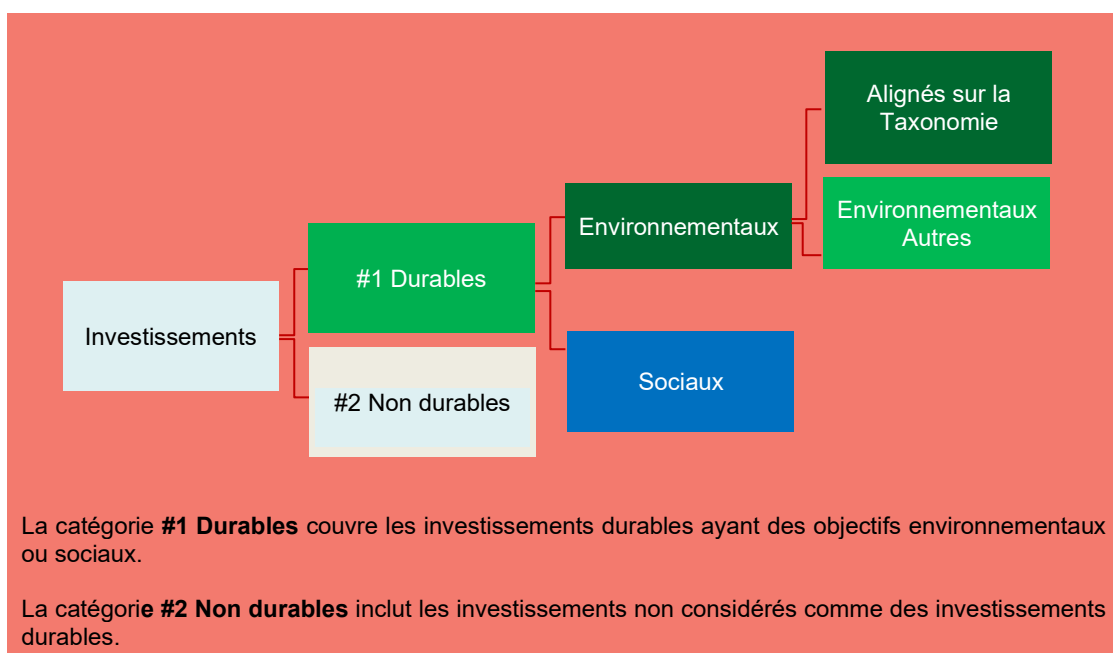 Alignés sur la
Taxonomie
Environnementaux
Environnementaux
Autres
#1 Durables
Investissements
Sociaux
#2 Non durables
La catégorie #1 Durables couvre les investissements durables ayant des objectifs environnementaux
ou sociaux.
La catégorie #2 Non durables inclut les investissements non considérés comme des investissements
durables.